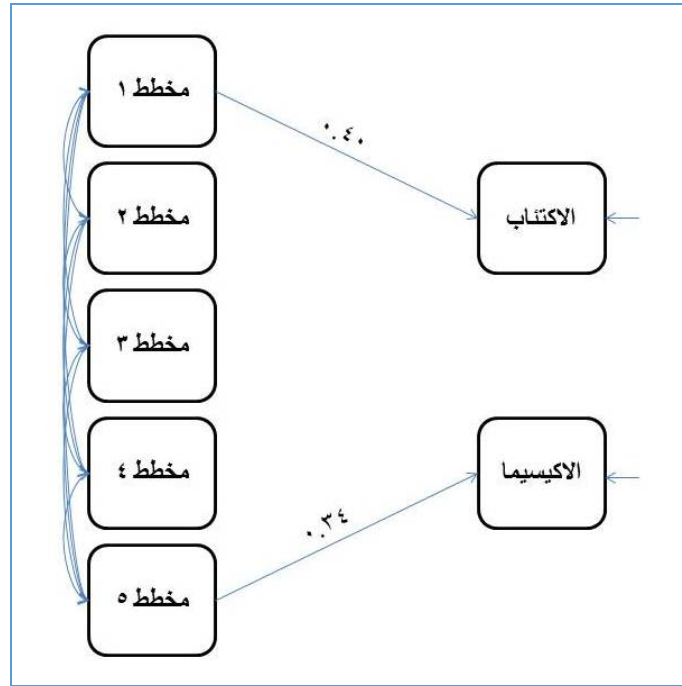 مخطط ١
٠.٤٠
مخطط ٢
الاكتئاب
مخطط ٣
مخطط ٤
الاكيسيما
٠.٣٤
مخطط ٥